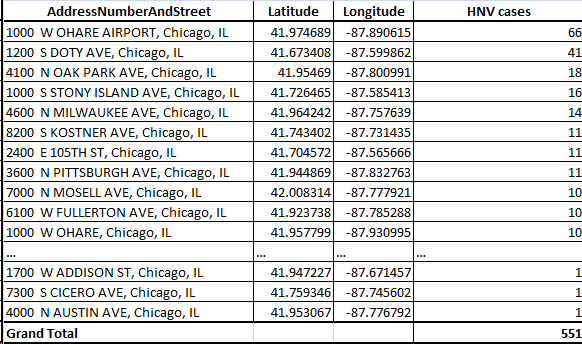 AddressNumberAndStreet Latitude Longitude HNV cases
1000 W OHARE AIRPORT, Chicago, IL 41.974689 -87.890615 66
1200 S DOTY AVE, Chicago, IL 41.673408 -87.599862 41
4100 N OAK PARK AVE, Chicago, IL 41.95469 -87.800991 18
1000 S STONY ISLAND AVE, Chicago, IL 41.726465 -87.585413 16
4600 N MILWAUKEE AVE, Chicago, IL 41.964242 -87.757639 14
8200 S KOSTNER AVE, Chicago, IL 41.743402 -87.731435 11
2400 E 105TH ST, Chicago, IL 41.704572 -87.565666 11
3600 N PITTSBURGH AVE, Chicago, IL 41.944869 -87.832763 11
7000 N MOSELL AVE, Chicago, IL 42.008314 -87.777921 10
6100 W FULLERTON AVE, Chicago, IL 41.923738 -87.785288 10
1000 W OHARE, Chicago, IL 41.957799 -87.930995 10
... ... ... ...
1700 W ADDISON ST, Chicago, IL 41.947227 -87.671457 1
7300 S CICERO AVE, Chicago, IL 41.759346 -87.745602 1
4000 N AUSTIN AVE, Chicago, IL 41.953067 -87.776792 1
Grand Total 551